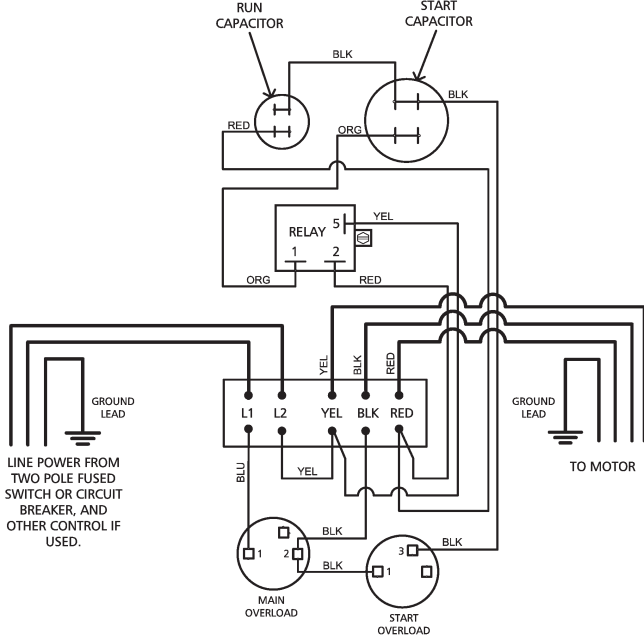 RUN
CAPACITOR
START
CAPACITOR
BLK
BLK
RED
ORG
RELAY
5
YEL
1
2
ORG
RED
YEL
BLK
RED
GROUND
LEAD
L1
L2
YEL
BLK
RED
GROUND
LEAD
LINE POWER FROM
TWO POLE FUSED
SWITCH OR CIRCUIT
BREAKER, AND
OTHER CONTROL IF
USED.
TO MOTOR
BLU
YEL
BLK
1
2
BLK
3
BLK
1
MAIN
OVERLOAD
START
OVERLOAD